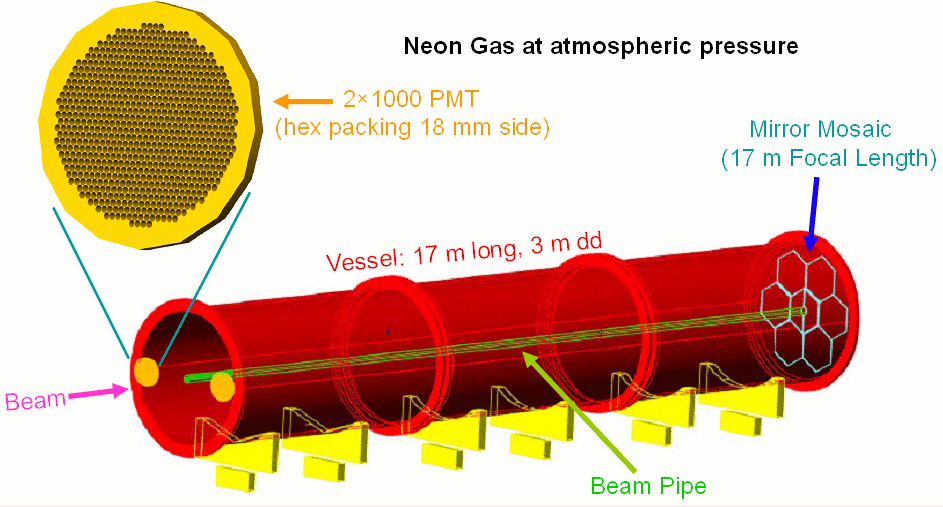 Neon Gas at atmospheric pressure
2×1000 PMT
(hex packing 18 mm side)
Mirror Mosaic
(17 m Focal Length)
Vessel: 17 m long, 3 m dd
Beam
Beam Pipe